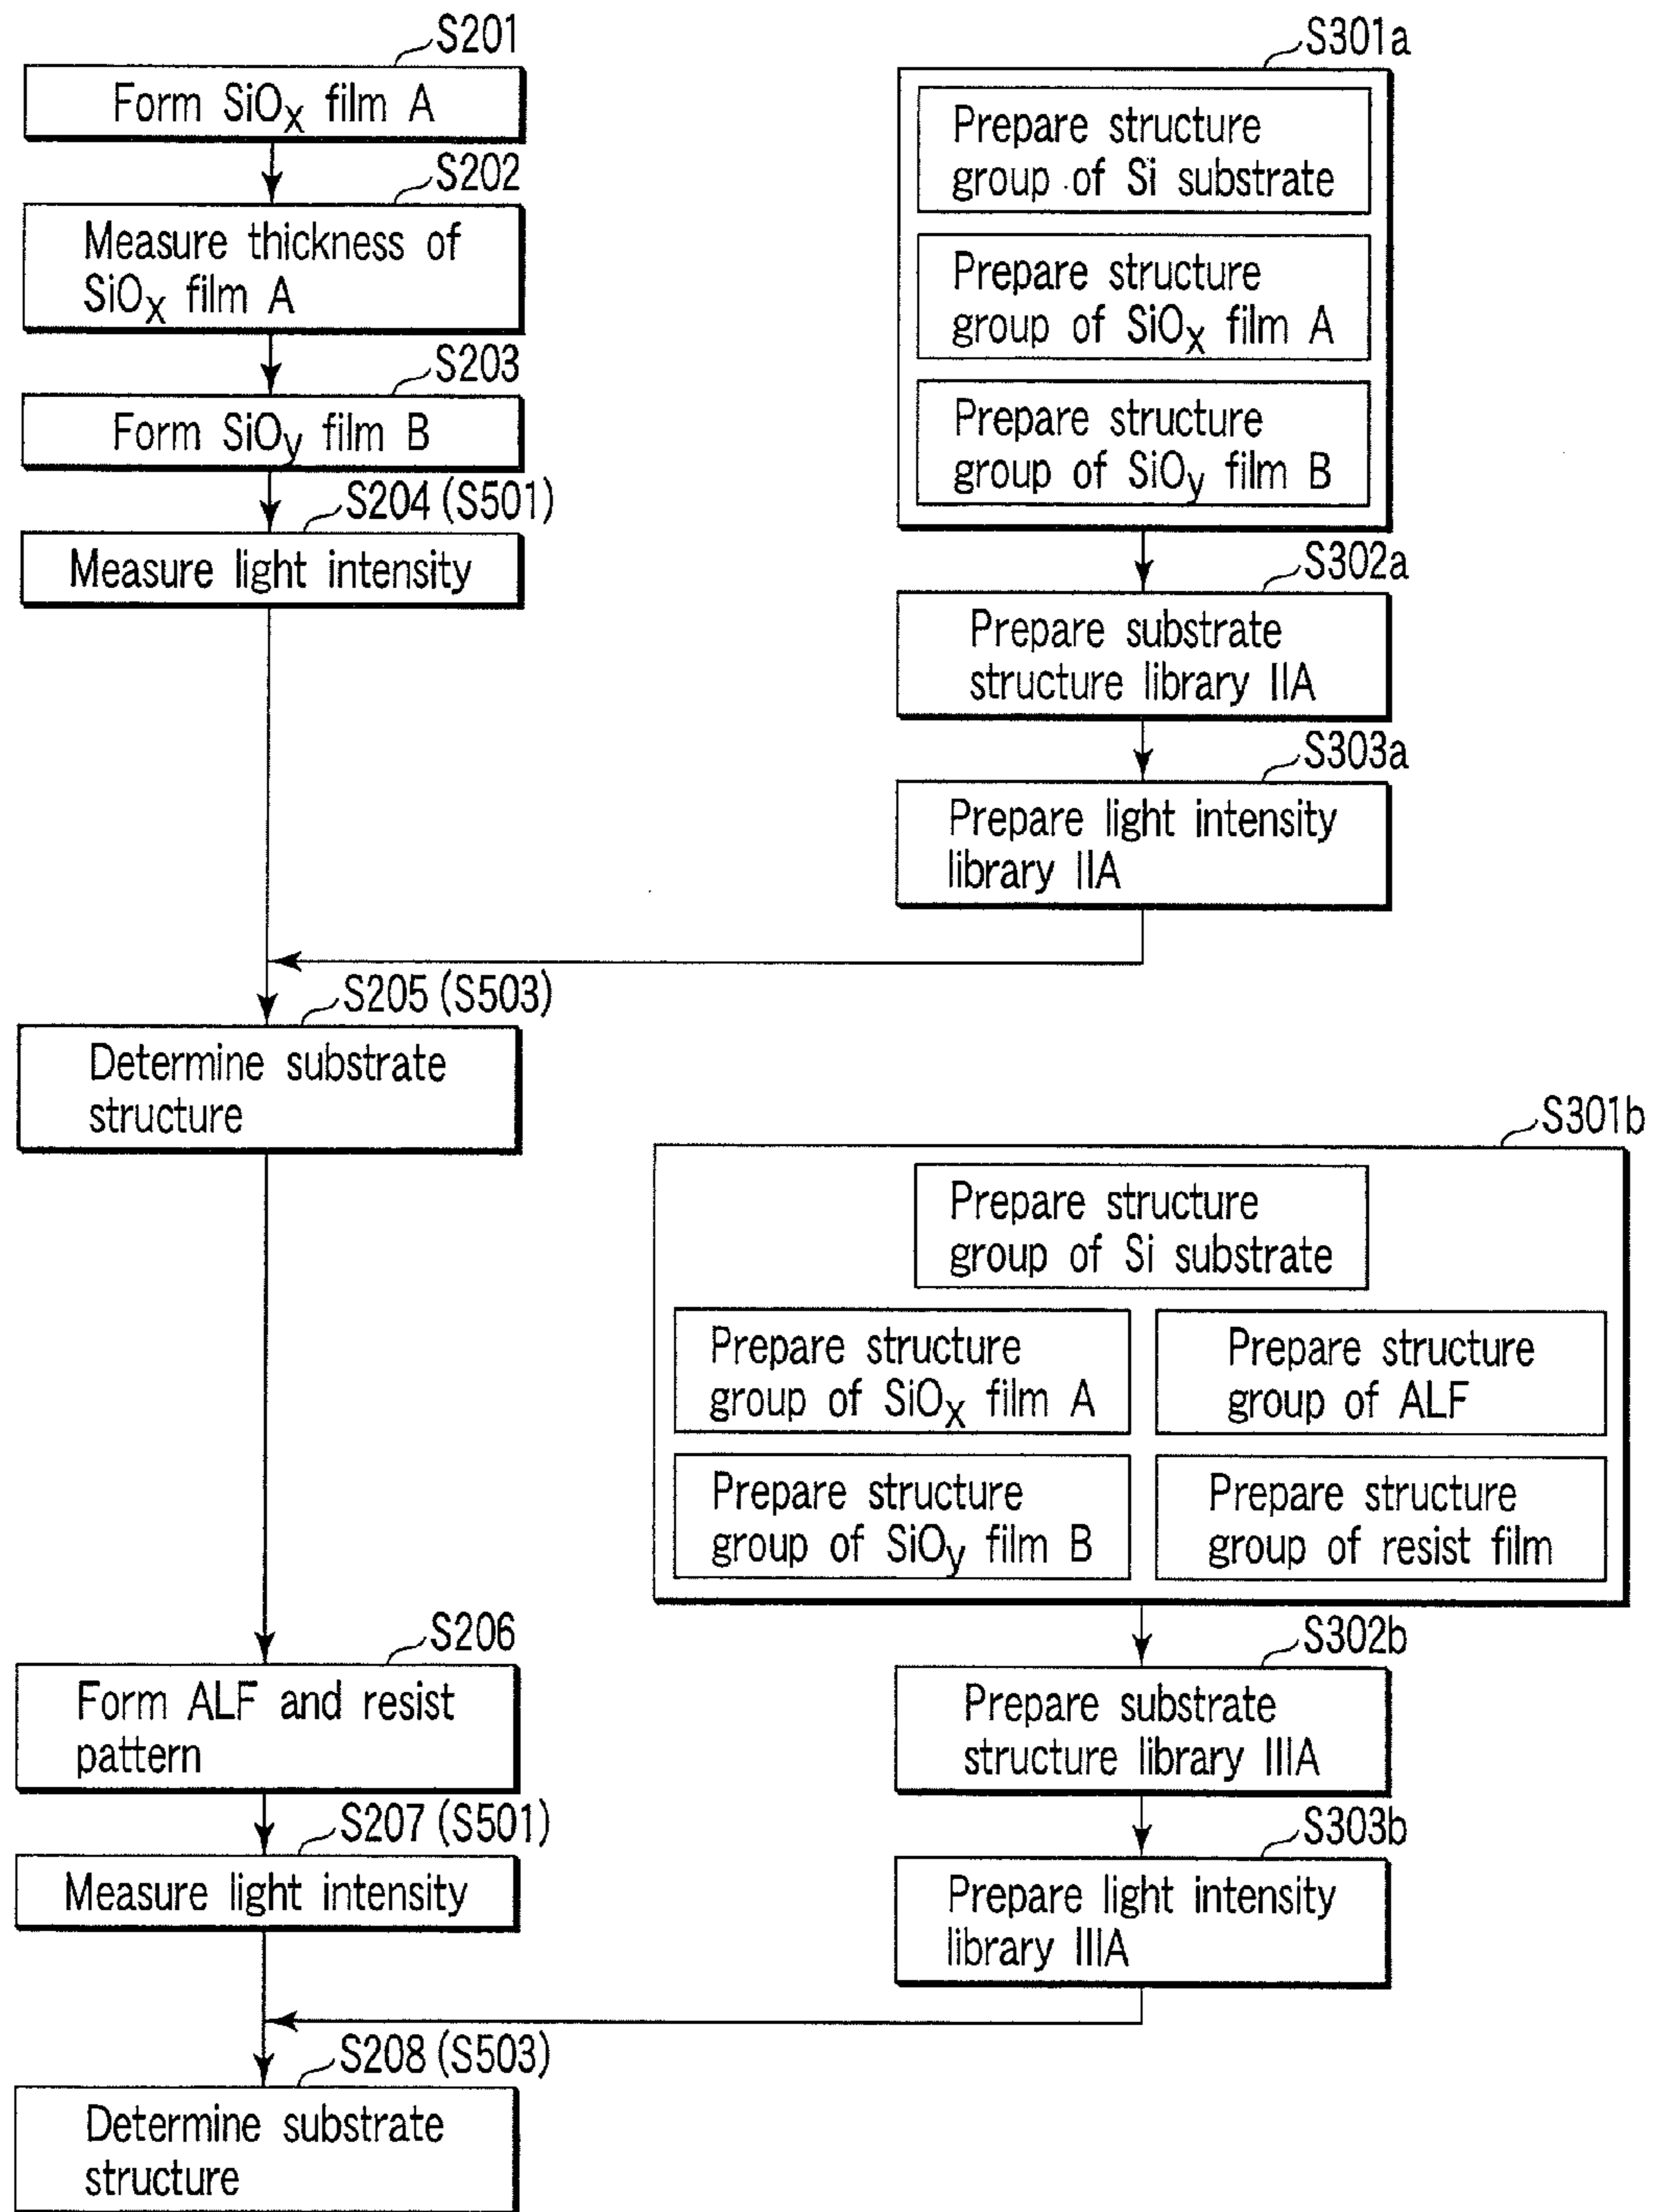 S201
Form SiOx film A
S202
Measure thickness of
SiOx film A
S203
Form SiOy film B
S204 (S501)
Measure light intensity
S301a
Prepare structure
group of Si substrate
Prepare structure
group of SiOx film A
Prepare structure
group of SiOy film B
S302a
Prepare substrate
structure library IIA
S303a
Prepare light intensity
library IIA
S205 (S503)
Determine substrate
structure
S301b
Prepare structure
group of Si substrate
Prepare structure
group of SiOx film A
Prepare structure
group of ALF
Prepare structure
group of SiOy film B
Prepare structure
group of resist film
S206
Form ALF and resist
pattern
S302b
Prepare substrate
structure library IIIA
S207 (S501)
Measure light intensity
S303b
Prepare light intensity
library IIIA
S208 (S503)
Determine substrate
structure